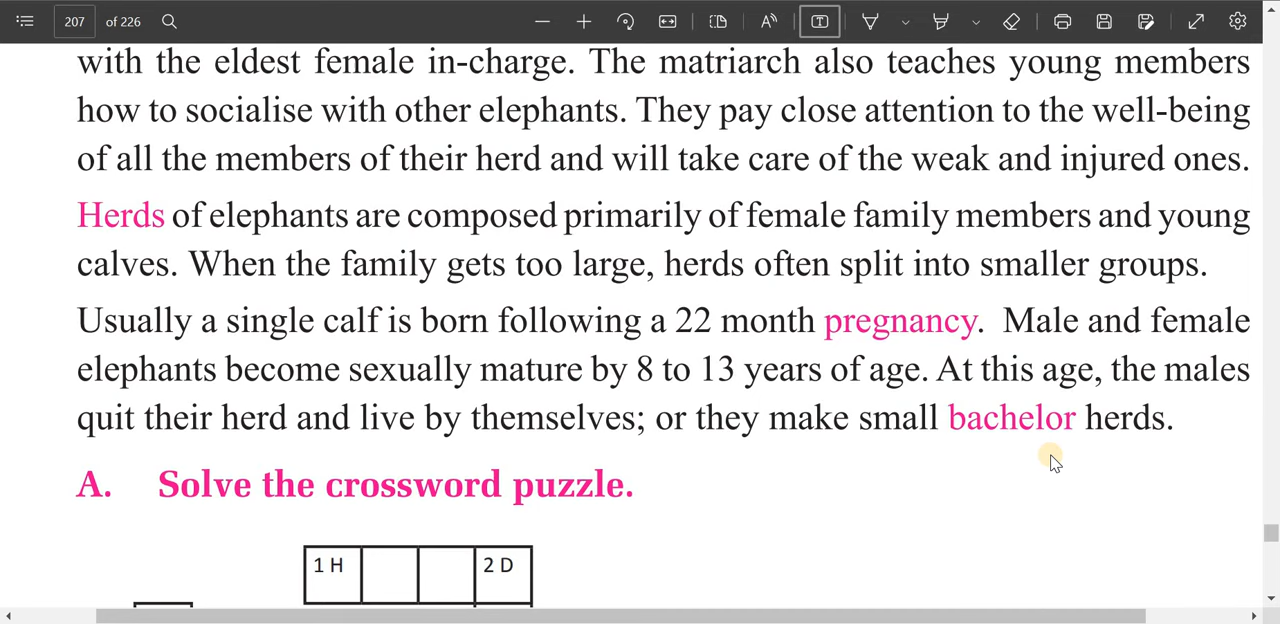 207 of 226
with the eldest female in-charge. The matriarch also teaches young members
how to socialise with other elephants. They pay close attention to the well-being
of all the members of their herd and will take care of the weak and injured ones.
Herds of elephants are composed primarily of female family members and young
calves. When the family gets too large, herds often split into smaller groups.
Usually a single calf is born following a 22 month pregnancy. Male and female
elephants become sexually mature by 8 to 13 years of age. At this age, the males
quit their herd and live by themselves; or they make small bachelor herds.
A. Solve the crossword puzzle.
1 H 2 D